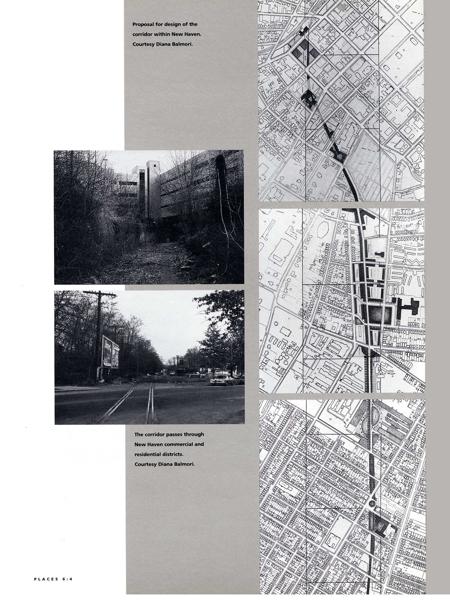 Proposal for design of the
corridor within New Haven.
Courtesy Diana Balmori.
The corridor passes through
New Haven commercial and
residential districts.
Courtesy Diana Balmori.
PLACES 6:4